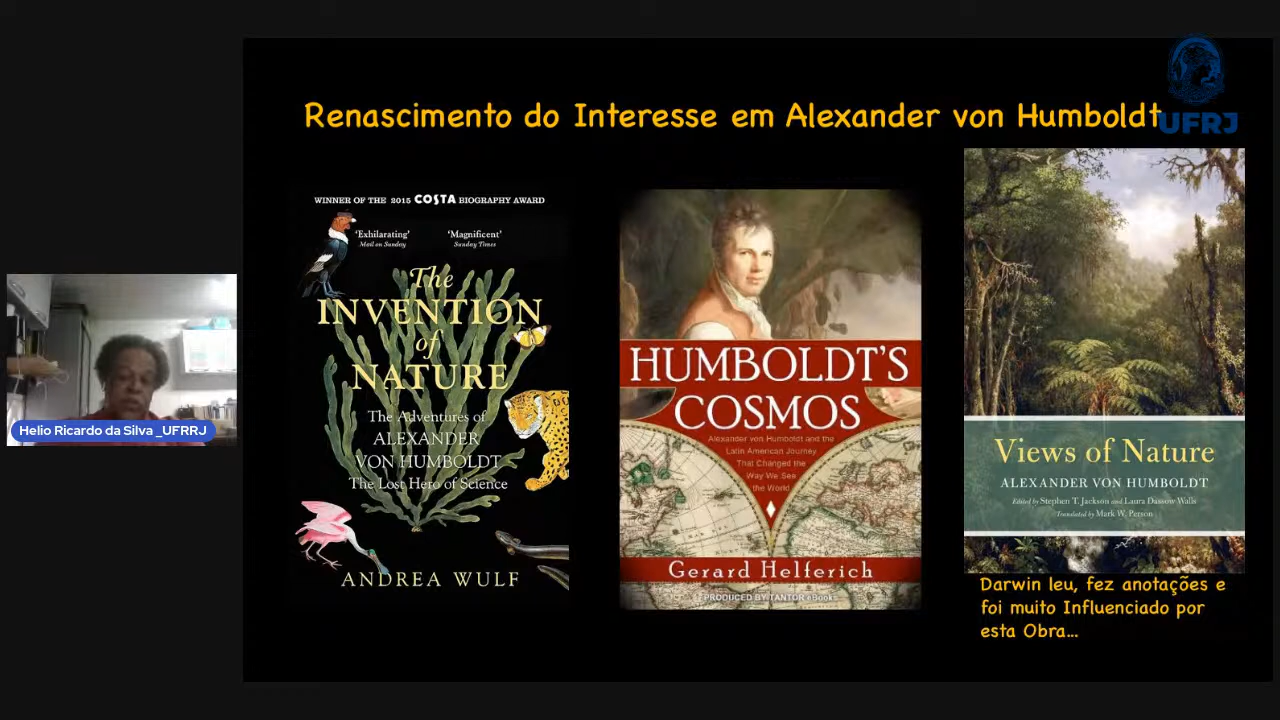 Renascimento do Interesse em Alexander von Humboldt
UFRJ
WINNER OF THE 2015 COSTA BIOGRAPHY AWARD
'Exhilarating'
Mail on Sunday
'Magnificent'
Sunday Times
The
INVENTION
of
NATURE
The Adventures of
ALEXANDER
VON HUMBOLDT
The Lost Hero of Science
ANDREA WULF
HUMBOLDT'S
COSMOS
Alexander von Humboldt and the
Latin American Journey
That Changed the
Way We See
the World
Gerard Helferich
PRODUCED BY TANTOR eBooks
Views of Nature
ALEXANDER VON HUMBOLDT
Edited by Stephen T. Jackson and Laura Dassow Walls
Translated by Mark W. Person
Darwin leu, fez anotações e
foi muito Influenciado por
esta Obra...
Helio Ricardo da Silva _UFRRJ